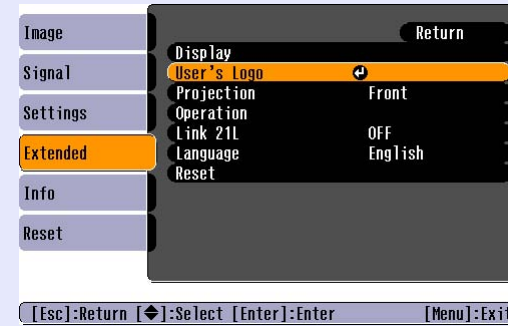 Image
Signal
Settings
Extended
Info
Reset
Return
Display
User's Logo
Projection Front
Operation
Link 21L OFF
Language English
Reset
[Esc]:Return [ ]:Select [Enter]:Enter [Menu]:Exit